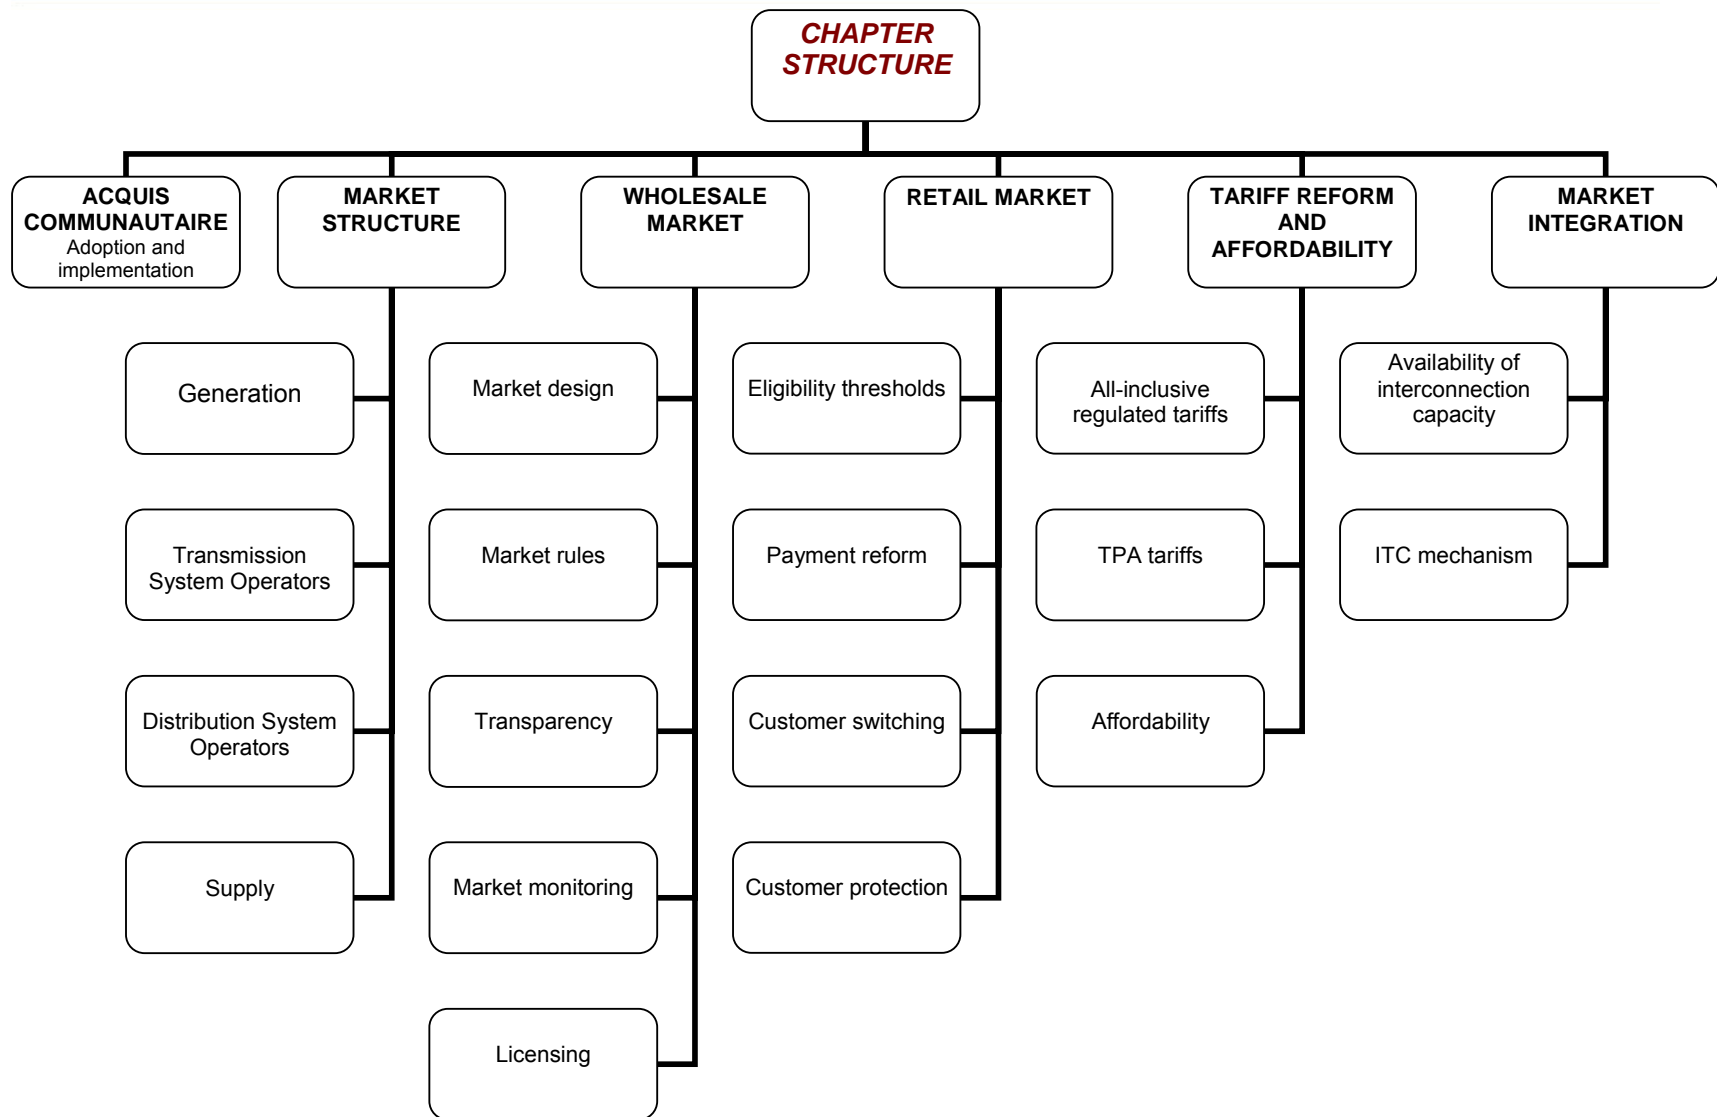 CHAPTER
STRUCTURE
ACQUIS
COMMUNAUTAIRE
Adoption and
implementation
MARKET
STRUCTURE
WHOLESALE
MARKET
RETAIL MARKET
TARIFF REFORM
AND
AFFORDABILITY
MARKET
INTEGRATION
Generation
Transmission
System Operators
Distribution System
Operators
Supply
Market design
Market rules
Transparency
Market monitoring
Licensing
Eligibility thresholds
Payment reform
Customer switching
Customer protection
All-inclusive
regulated tariffs
TPA tariffs
Affordability
Availability of
interconnection
capacity
ITC mechanism